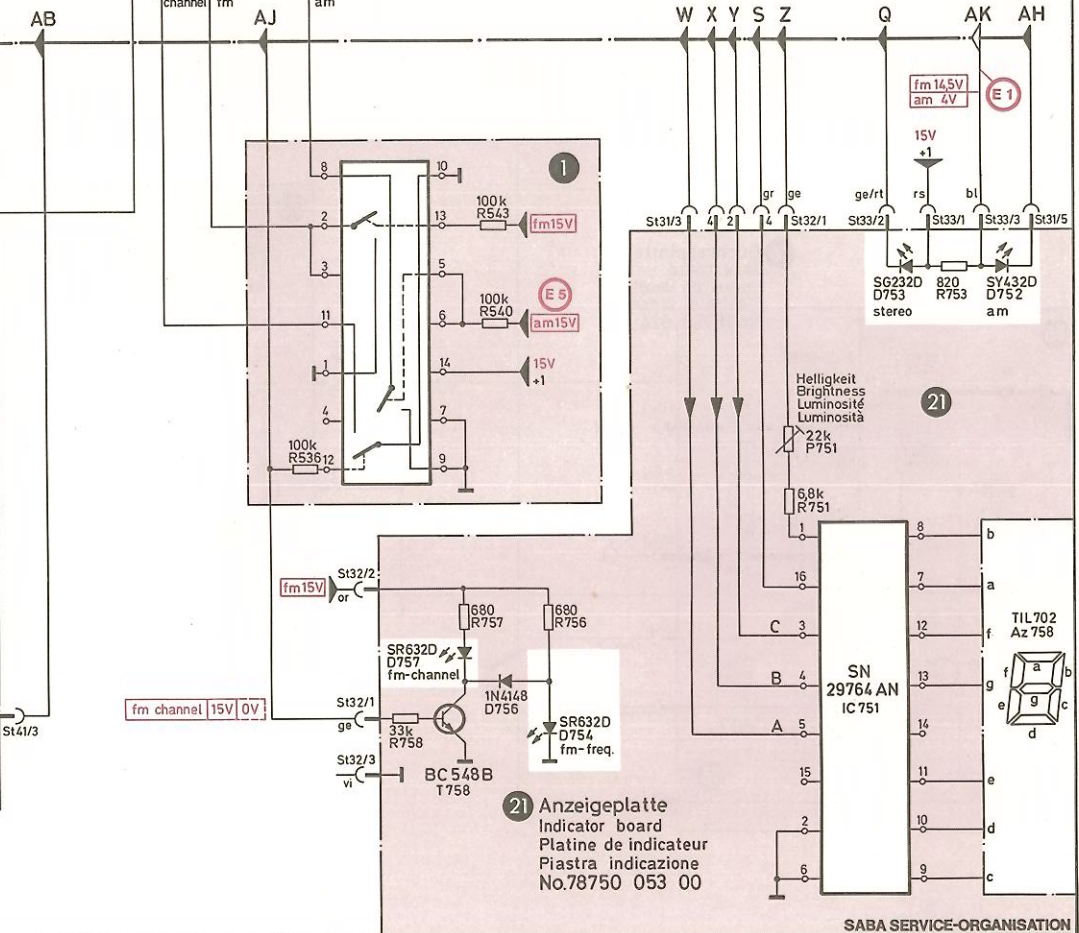 channel fm
am
AB
AJ
W X Y S Z
Q
AK
AH
fm 14,5V
am 4V
E 1
15V
+1
1
8
10
100k
R543
2
13
fm15V
3
5
E 5
100k
R540
11
6
am15V
1
14
15V
+1
4
7
100k
R536
12
9
gr
ge
ge/rt
rs
bl
St31/3
4
2
4
St32/1
St33/2
St33/1
St33/3
St31/5
SG232D
D753
stereo
820
R753
SY432D
D752
am
Helligkeit
Brightness
Luminosité
Luminosità
22k
P751
21
6,8k
R751
1
8
b
16
7
a
C
3
12
f
B
4
13
g
A
5
14
15
11
e
2
10
d
6
9
c
SN
29764 AN
IC 751
TIL702
Az 758
a
f
b
g
e
c
d
fm15V
St32/2
or
680
R757
680
R756
SR632D
D757
fm-channel
1N4148
D756
SR632D
D754
fm-freq.
fm channel 15V 0V
St32/1
ge
33k
R758
St32/3
vi
BC 548 B
T758
St41/3
21 Anzeigeplatte
Indicator board
Platine de indicateur
Piastra indicazione
No.78750 053 00
SABA SERVICE-ORGANISATION